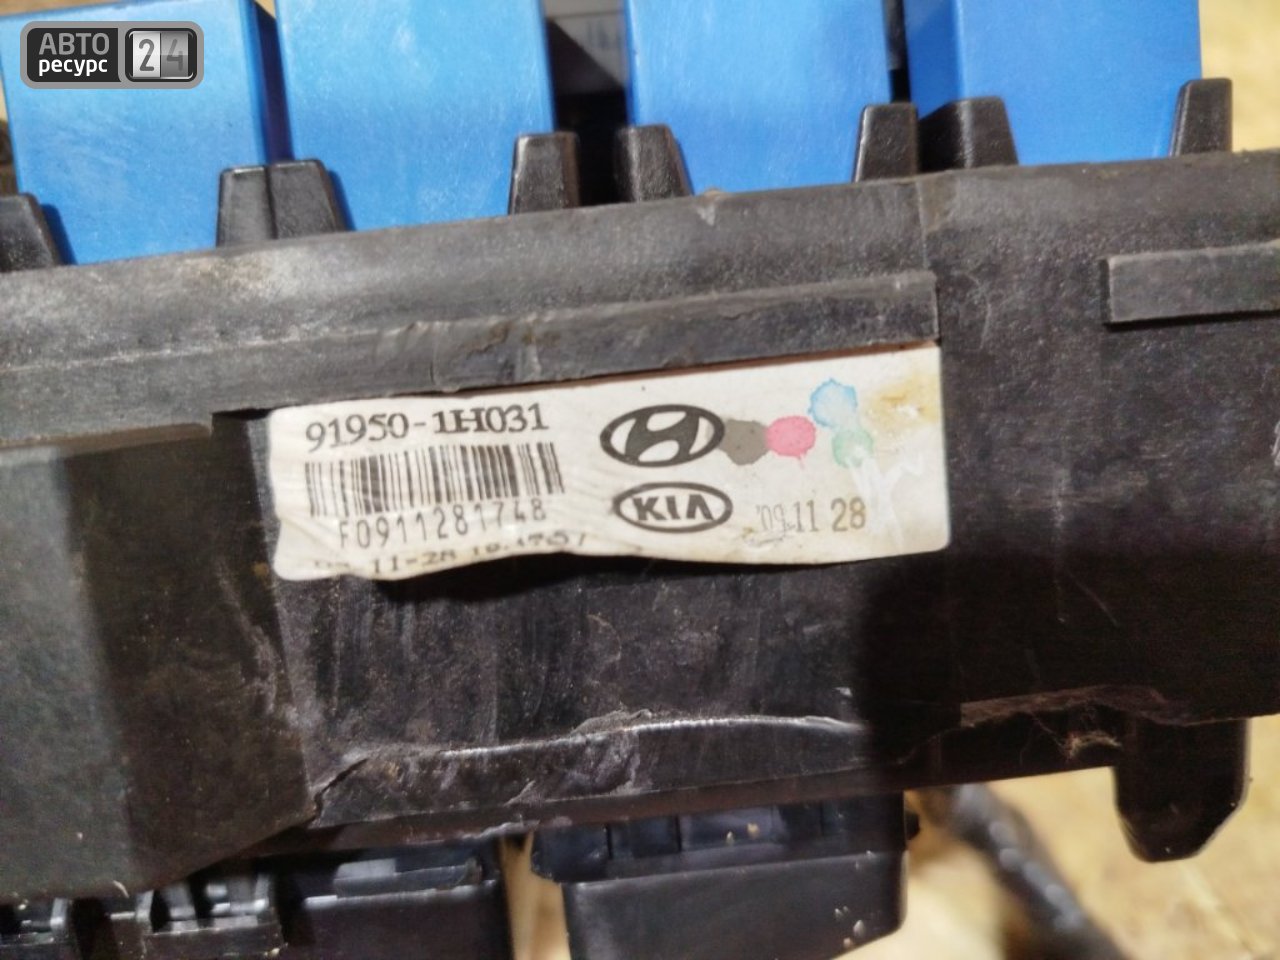 АВТО
ресурс
24
91950-1H031
F0911281748
KIA
'09.11 28